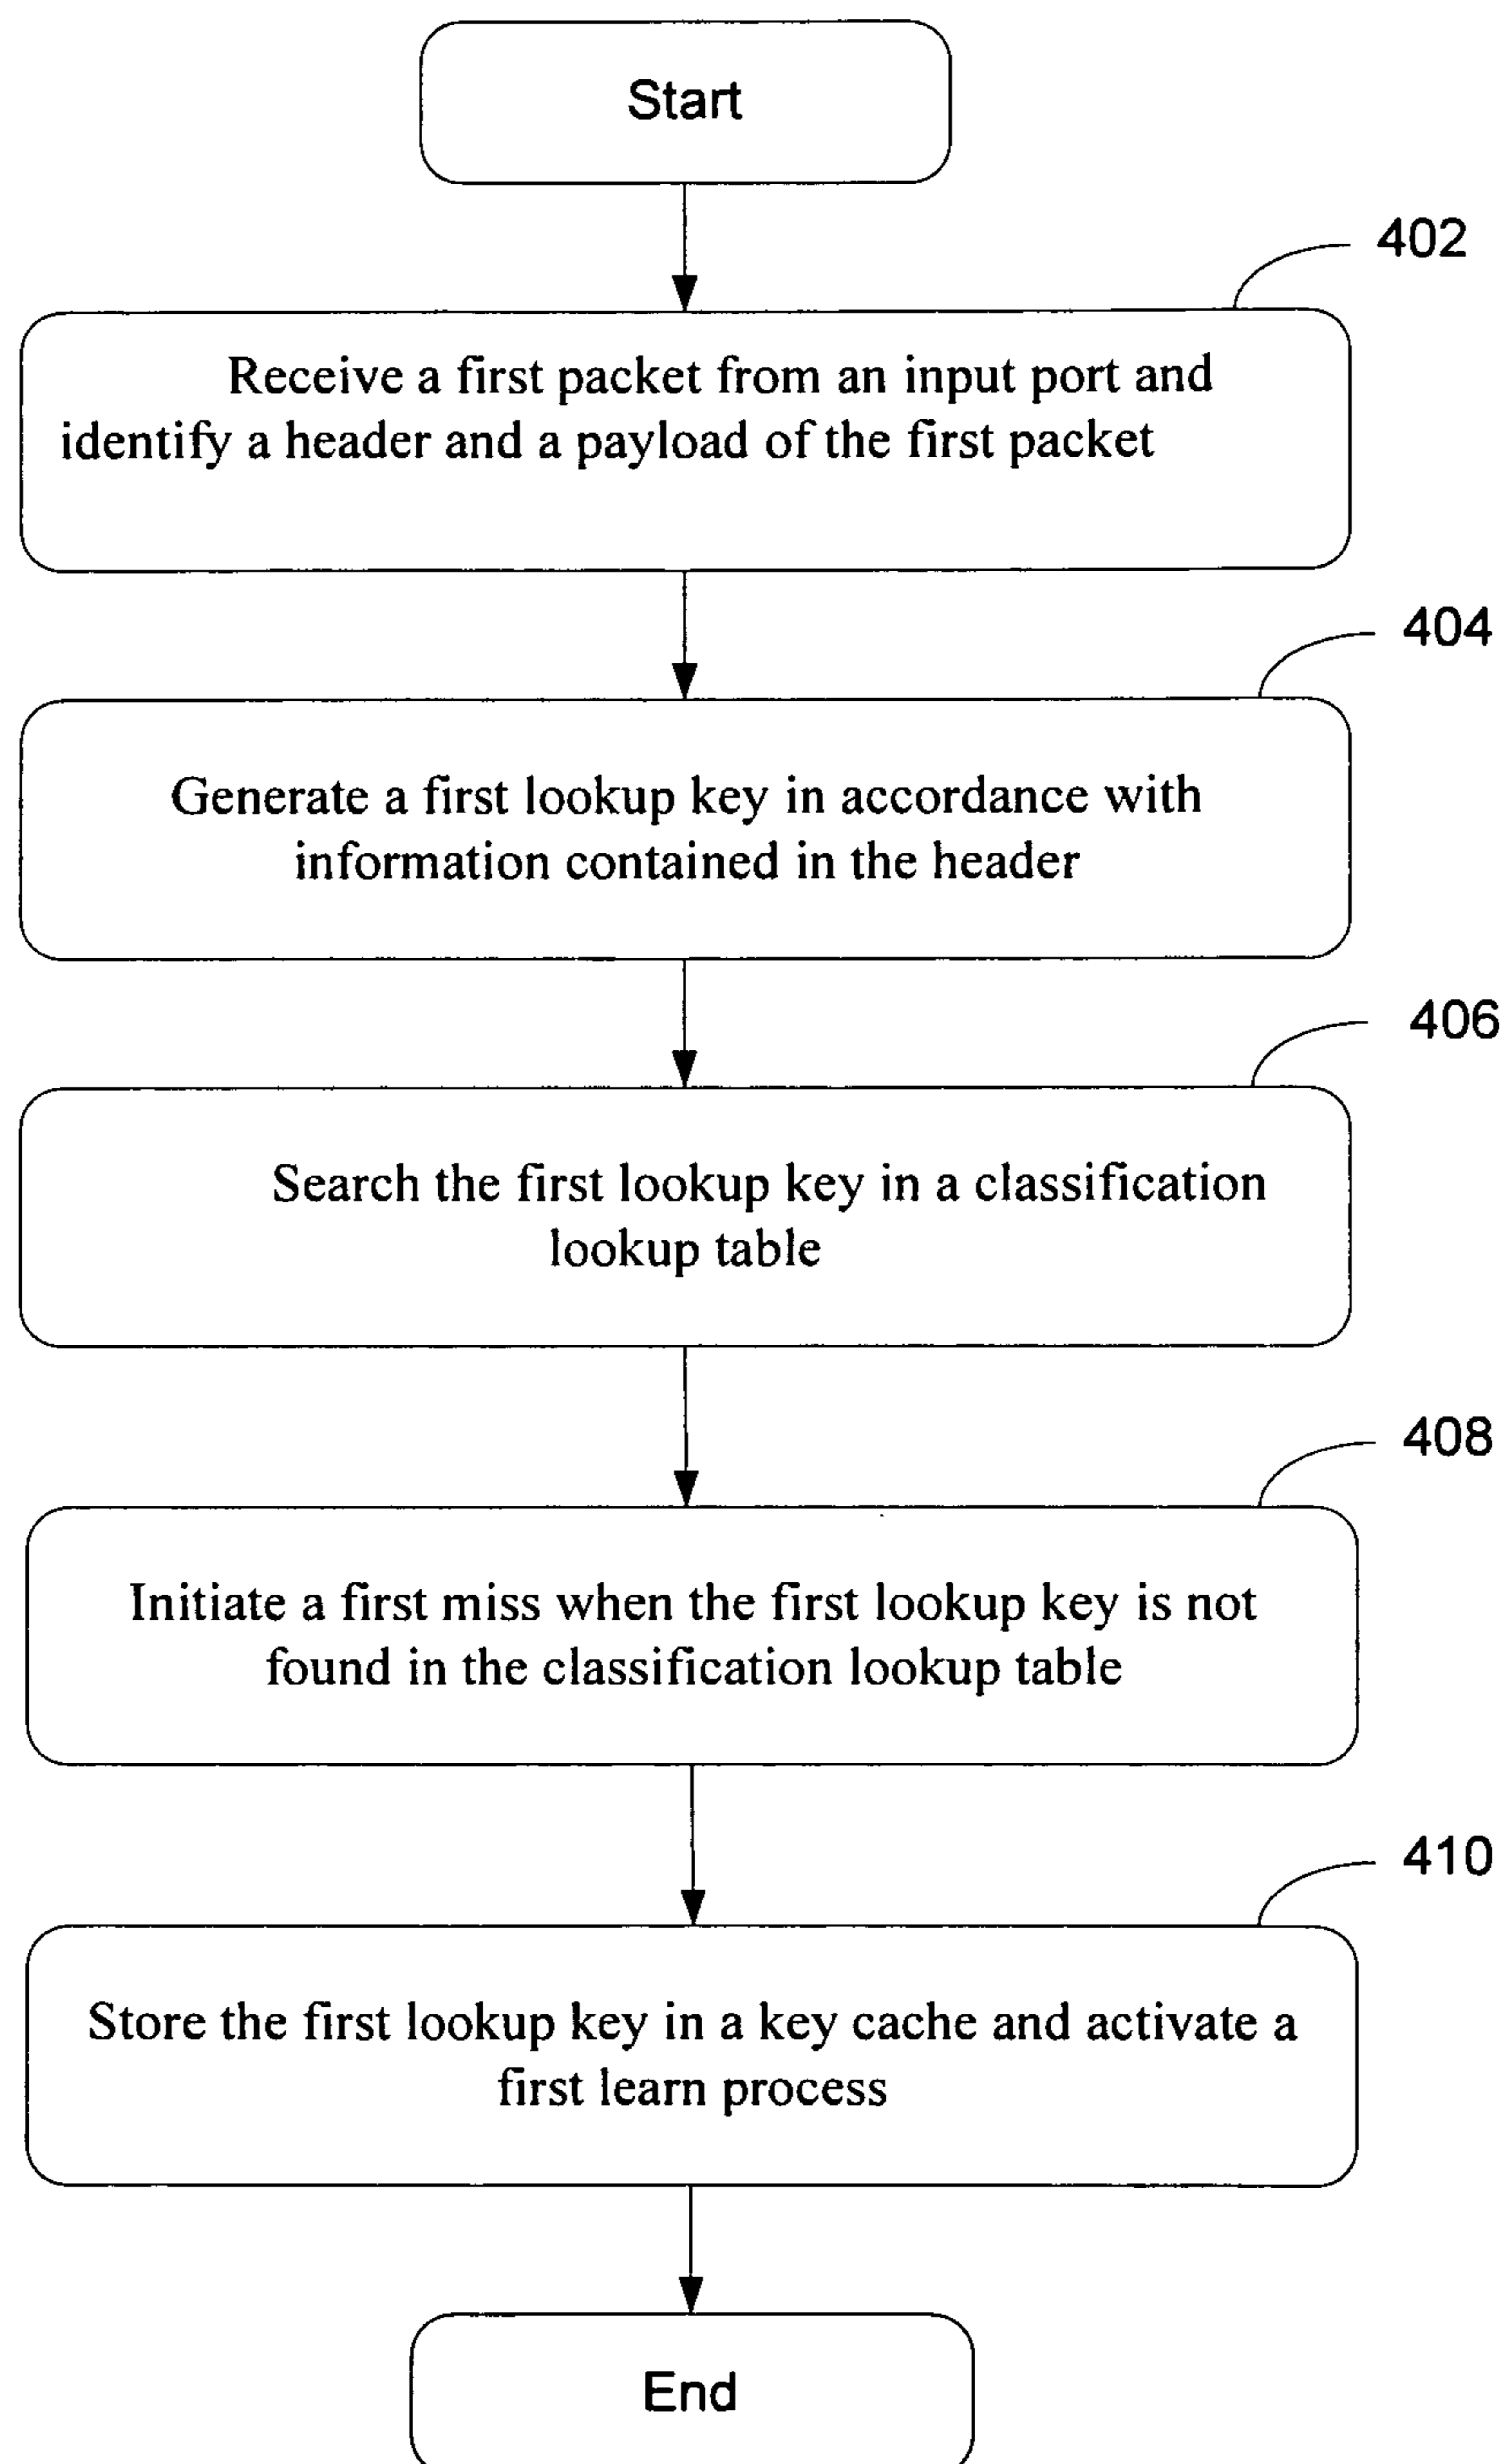 Start
402
Receive a first packet from an input port and
identify a header and a payload of the first packet
404
Generate a first lookup key in accordance with
information contained in the header
406
Search the first lookup key in a classification
lookup table
408
Initiate a first miss when the first lookup key is not
found in the classification lookup table
410
Store the first lookup key in a key cache and activate a
first learn process
End